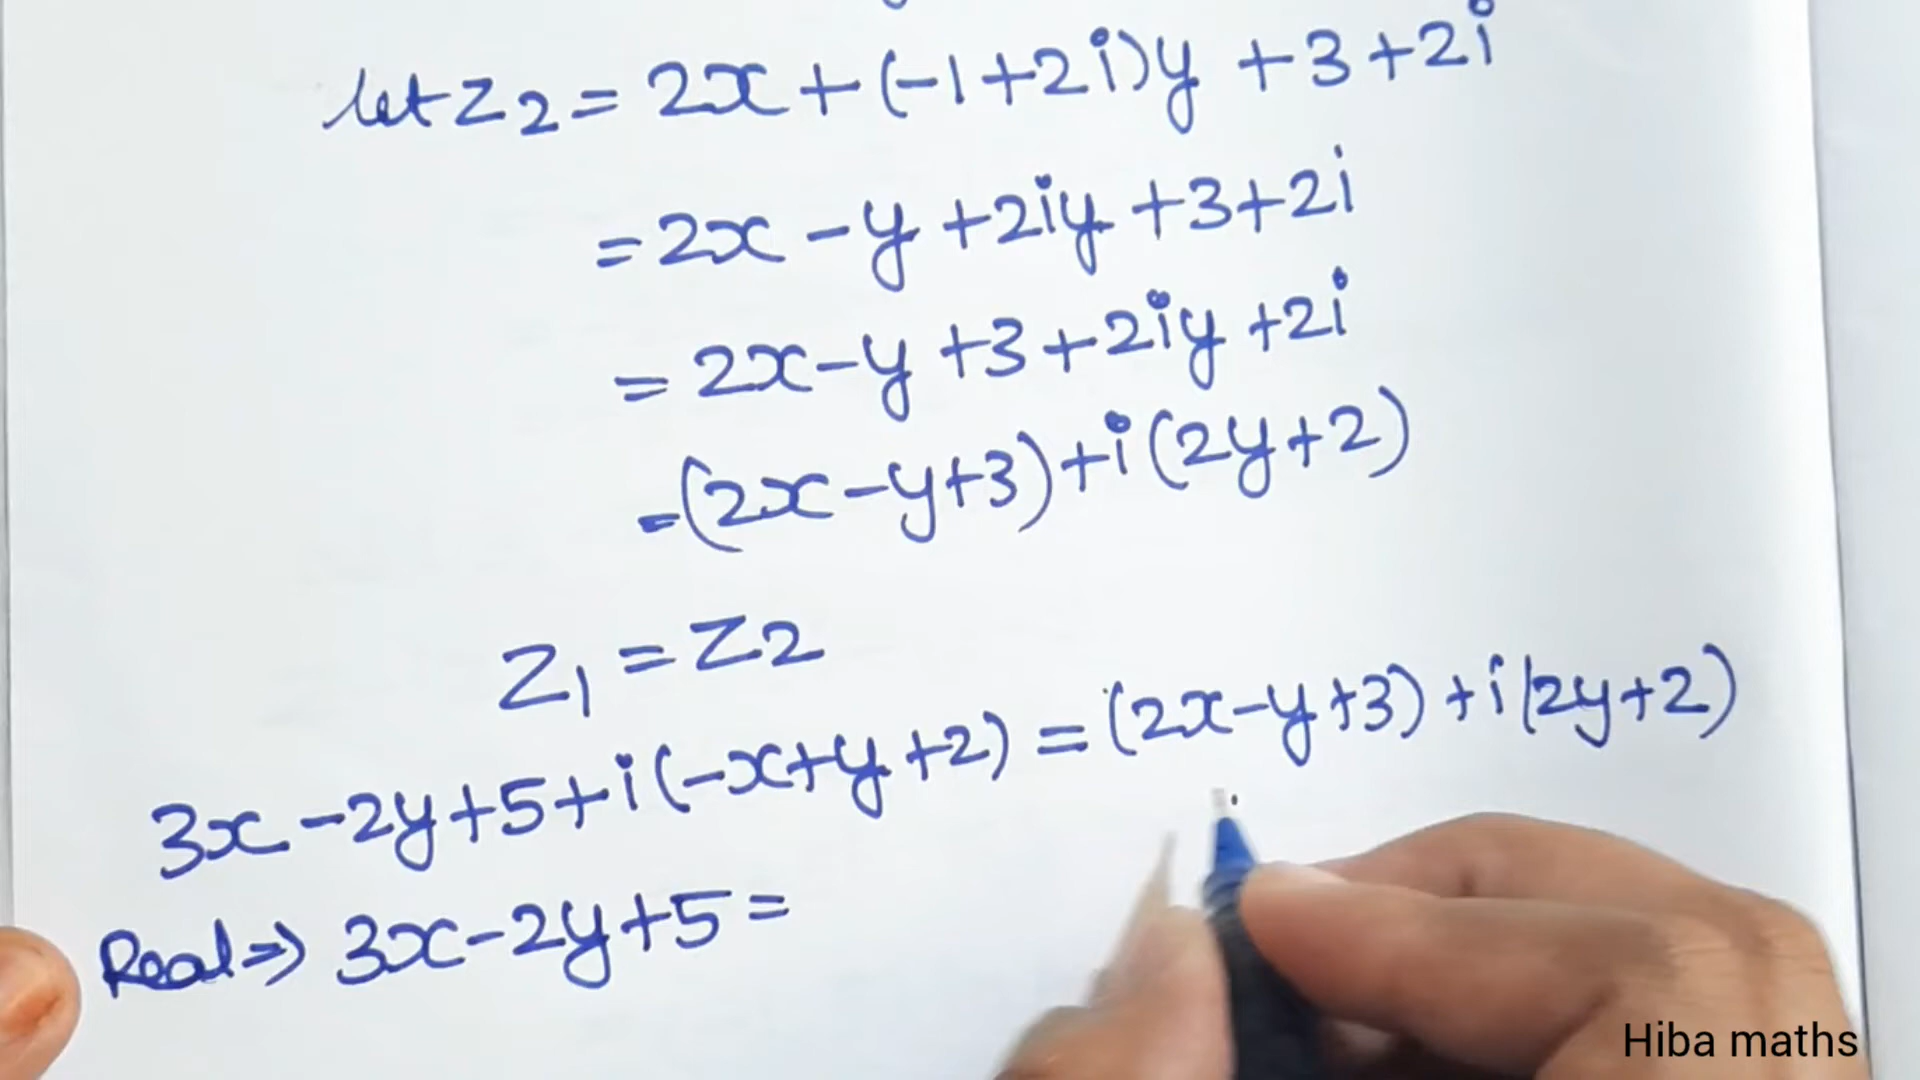 let z2 = 2x + (-1+2i)y + 3 + 2i
= 2x - y + 2iy + 3 + 2i
= 2x - y + 3 + 2iy + 2i
=(2x - y + 3) + i(2y + 2)
Z1 = Z2
3x - 2y + 5 + i(-x + y + 2) = (2x - y + 3) + i(2y + 2)
Real ⇒ 3x - 2y + 5 =
Hiba maths